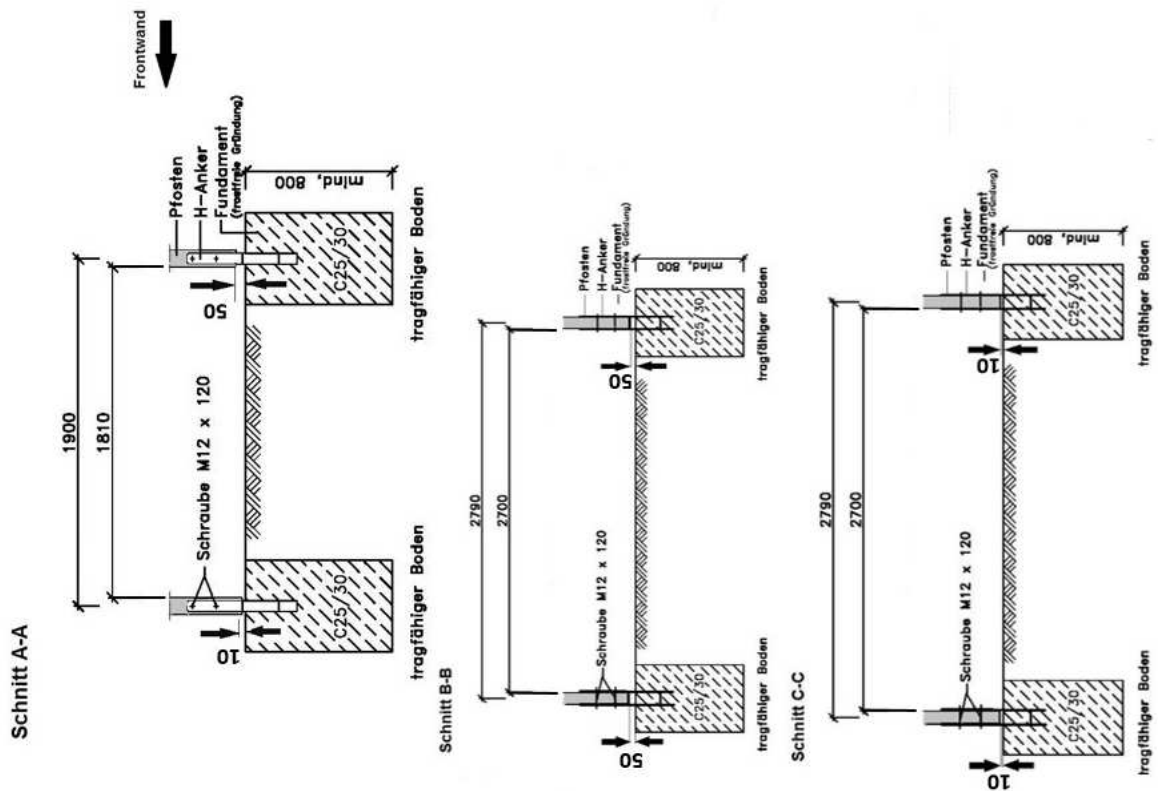 Frontwand
Schnitt A-A
1900
1810
Schraube M12 x 120
Pfosten
H-Anker
Fundament
(frostfreie Gründung)
10
50
C25/30
C25/30
mind, 800
tragfähiger Boden
tragfähiger Boden
Schnitt B-B
2790
2700
Schraube M12 x 120
Pfosten
H-Anker
Fundament
(frostfreie Gründung)
50
50
C25/30
C25/30
mind, 800
tragfähiger Boden
tragfähiger Boden
Schnitt C-C
2790
2700
Schraube M12 x 120
Pfosten
H-Anker
Fundament
(frostfreie Gründung)
10
10
C25/30
C25/30
mind, 800
tragfähiger Boden
tragfähiger Boden